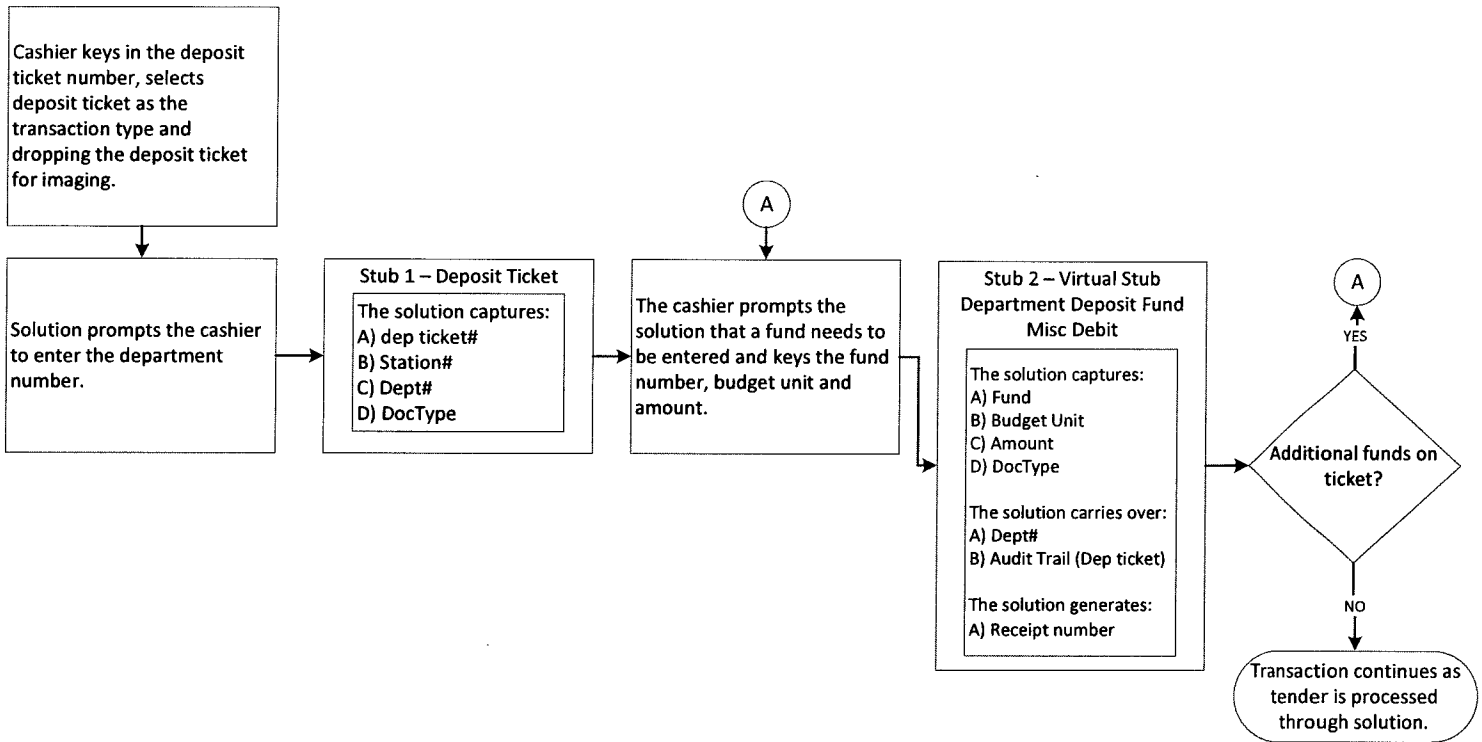 Cashier keys in the deposit
ticket number, selects
deposit ticket as the
transaction type and
dropping the deposit ticket
for imaging.
Solution prompts the cashier
to enter the department
number.
Stub 1 – Deposit Ticket
The solution captures:
A) dep ticket#
B) Station#
C) Dept#
D) DocType
A
The cashier prompts the
solution that a fund needs to
be entered and keys the fund
number, budget unit and
amount.
Stub 2 – Virtual Stub
Department Deposit Fund
Misc Debit
The solution captures:
A) Fund
B) Budget Unit
C) Amount
D) DocType
The solution carries over:
A) Dept#
B) Audit Trail (Dep ticket)
The solution generates:
A) Receipt number
A
YES
Additional funds on
ticket?
NO
Transaction continues as
tender is processed
through solution.